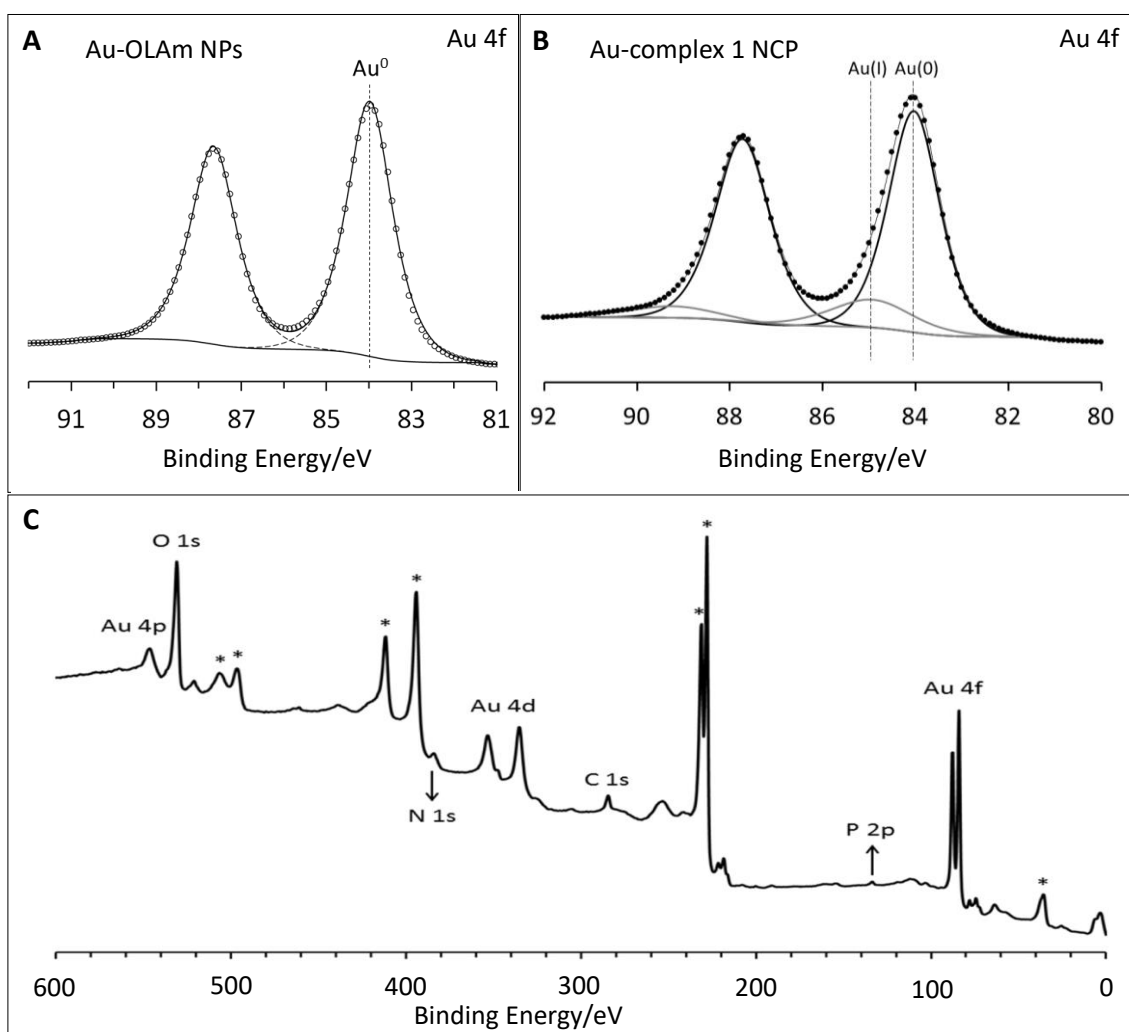 A
Au-OLAm NPs
Au 4f
Au⁰
91 89 87 85 83 81
Binding Energy/eV
B
Au-complex 1 NCP
Au 4f
Au(I) Au(0)
92 90 88 86 84 82 80
Binding Energy/eV
C
O 1s
Au 4p
* *
* *
N 1s
Au 4d
C 1s
* *
P 2p
Au 4f
*
600 500 400 300 200 100 0
Binding Energy/eV